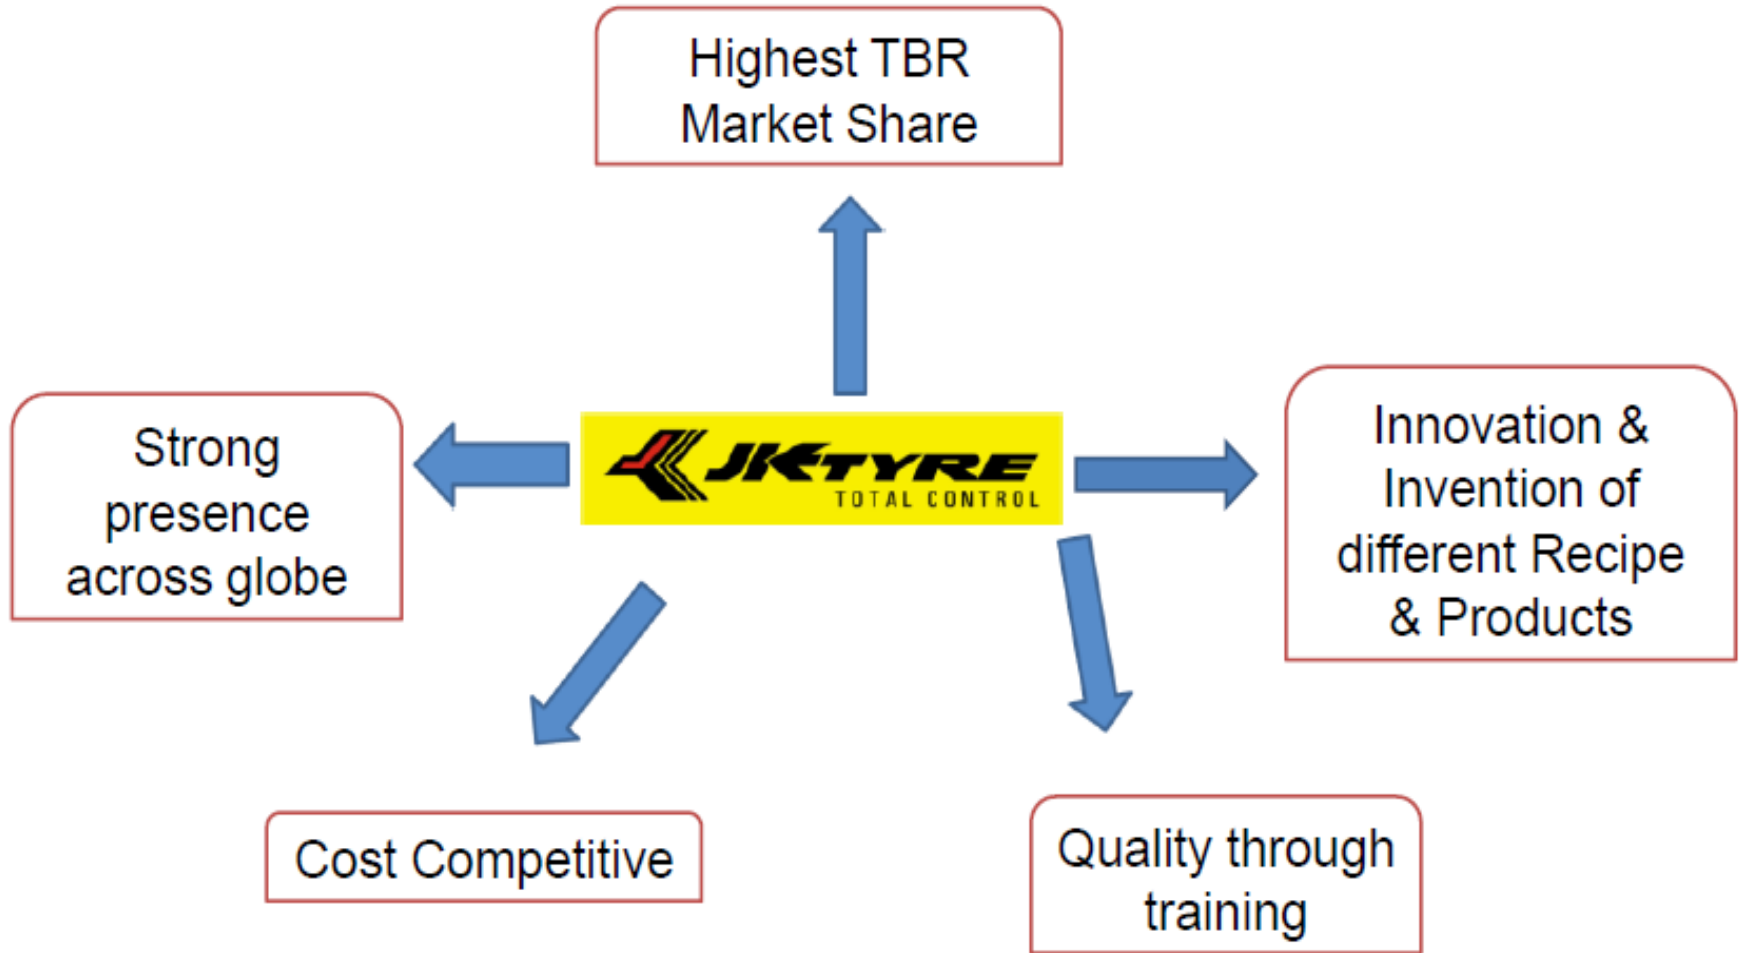 Highest TBR
Market Share
Strong
presence
across globe
JK TYRE
TOTAL CONTROL
Innovation &
Invention of
different Recipe
& Products
Cost Competitive
Quality through
training